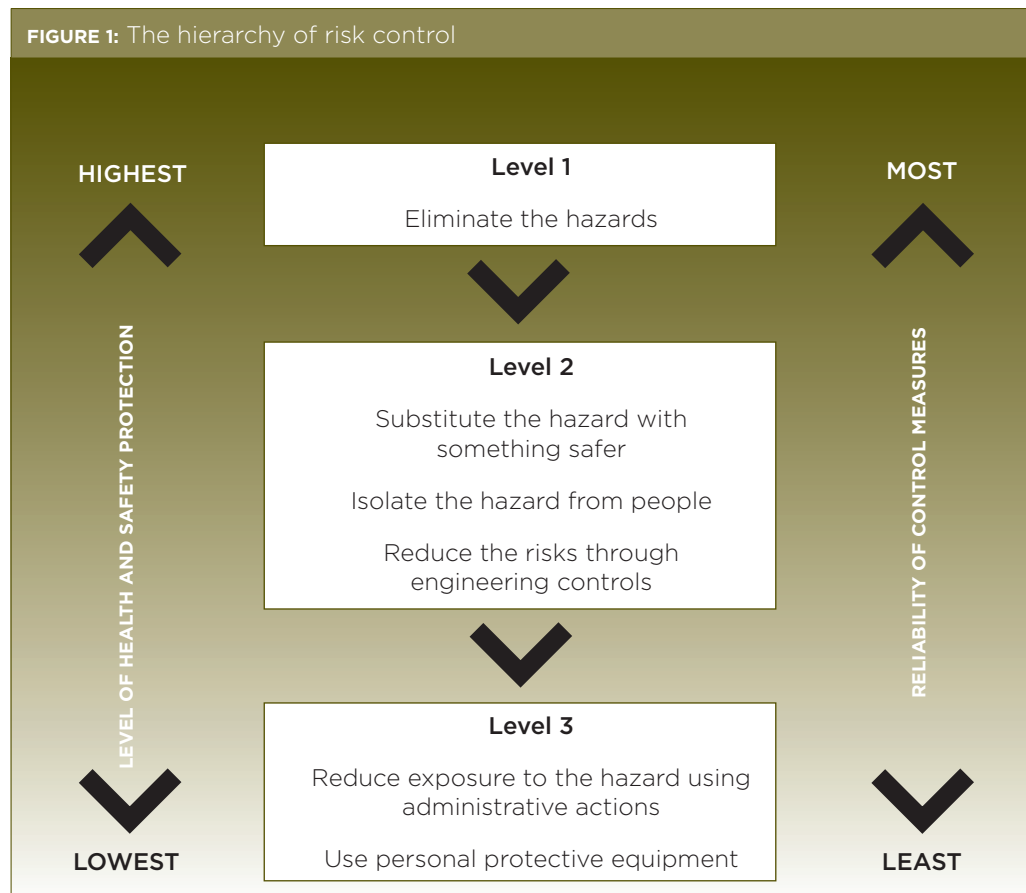 FIGURE 1: The hierarchy of risk control
HIGHEST
Level 1
MOST
Eliminate the hazards
LEVEL OF HEALTH AND SAFETY PROTECTION
Level 2
Substitute the hazard with
something safer
Isolate the hazard from people
Reduce the risks through
engineering controls
RELIABILITY OF CONTROL MEASURES
Level 3
Reduce exposure to the hazard using
administrative actions
Use personal protective equipment
LOWEST
LEAST